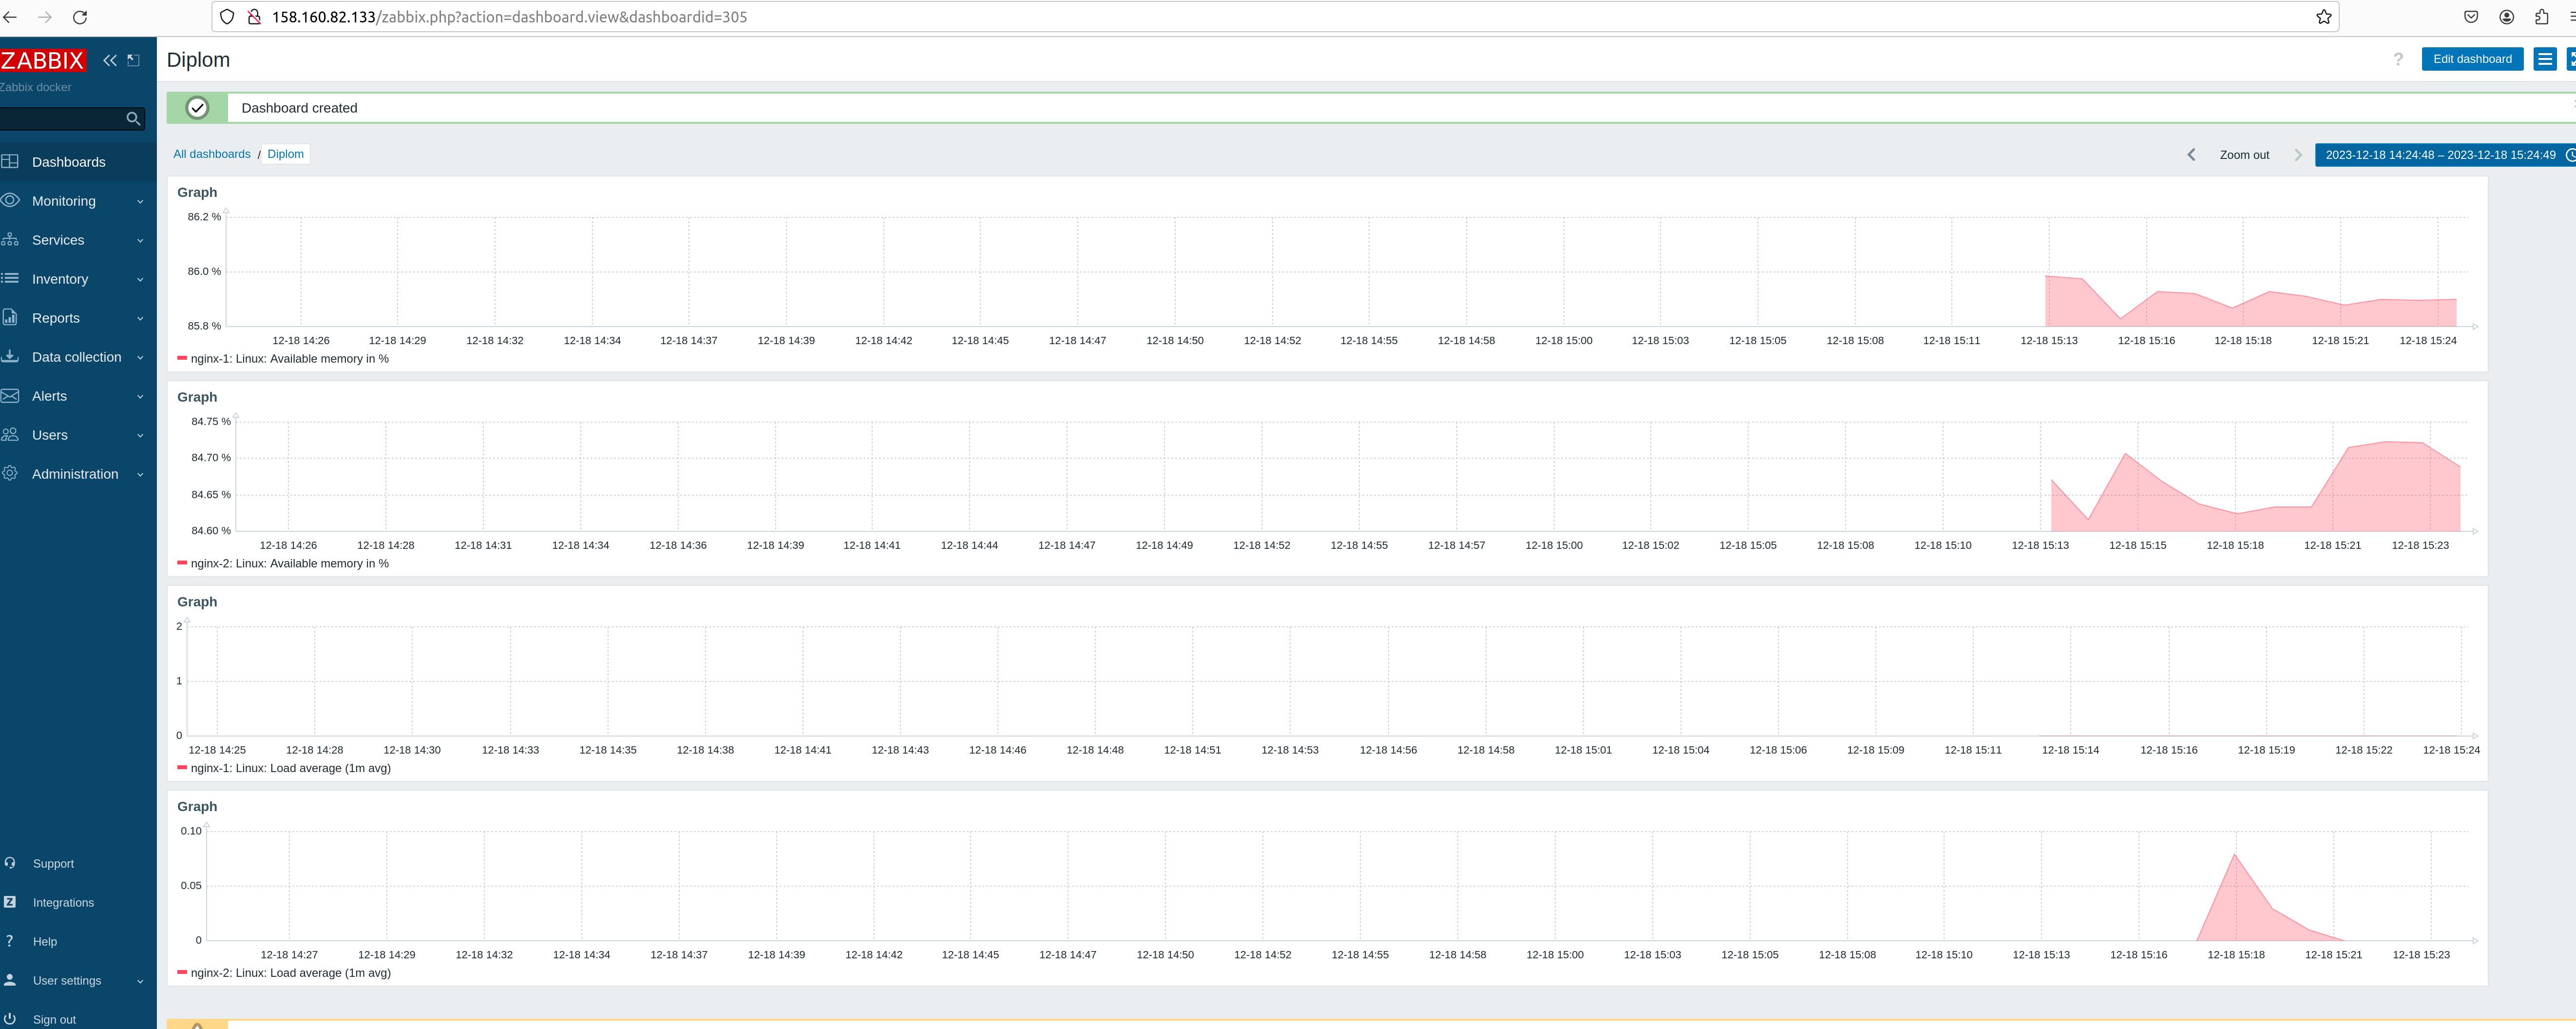 158.160.82.133/zabbix.php?action=dashboard.view&dashboardid=305
ZABBIX
Zabbix docker
Dashboards
Monitoring
Services
Inventory
Reports
Data collection
Alerts
Users
Administration
Support
Integrations
Help
User settings
Sign out
Diplom
? Edit dashboard
Dashboard created
All dashboards / Diplom
Zoom out 2023-12-18 14:24:48 – 2023-12-18 15:24:49
Graph
86.2 %
86.0 %
85.8 %
12-18 14:26 12-18 14:29 12-18 14:32 12-18 14:34 12-18 14:37 12-18 14:39 12-18 14:42 12-18 14:45 12-18 14:47 12-18 14:50 12-18 14:52 12-18 14:55 12-18 14:58 12-18 15:00 12-18 15:03 12-18 15:05 12-18 15:08 12-18 15:11 12-18 15:13 12-18 15:16 12-18 15:18 12-18 15:21 12-18 15:24
nginx-1: Linux: Available memory in %
Graph
84.75 %
84.70 %
84.65 %
84.60 %
12-18 14:26 12-18 14:28 12-18 14:31 12-18 14:34 12-18 14:36 12-18 14:39 12-18 14:41 12-18 14:44 12-18 14:47 12-18 14:49 12-18 14:52 12-18 14:55 12-18 14:57 12-18 15:00 12-18 15:02 12-18 15:05 12-18 15:08 12-18 15:10 12-18 15:13 12-18 15:15 12-18 15:18 12-18 15:21 12-18 15:23
nginx-2: Linux: Available memory in %
Graph
2
1
0
12-18 14:25 12-18 14:28 12-18 14:30 12-18 14:33 12-18 14:35 12-18 14:38 12-18 14:41 12-18 14:43 12-18 14:46 12-18 14:48 12-18 14:51 12-18 14:53 12-18 14:56 12-18 14:58 12-18 15:01 12-18 15:04 12-18 15:06 12-18 15:09 12-18 15:11 12-18 15:14 12-18 15:16 12-18 15:19 12-18 15:22 12-18 15:24
nginx-1: Linux: Load average (1m avg)
Graph
0.10
0.05
0
12-18 14:27 12-18 14:29 12-18 14:32 12-18 14:34 12-18 14:37 12-18 14:39 12-18 14:42 12-18 14:45 12-18 14:47 12-18 14:50 12-18 14:52 12-18 14:55 12-18 14:58 12-18 15:00 12-18 15:03 12-18 15:05 12-18 15:08 12-18 15:10 12-18 15:13 12-18 15:16 12-18 15:18 12-18 15:21 12-18 15:23
nginx-2: Linux: Load average (1m avg)